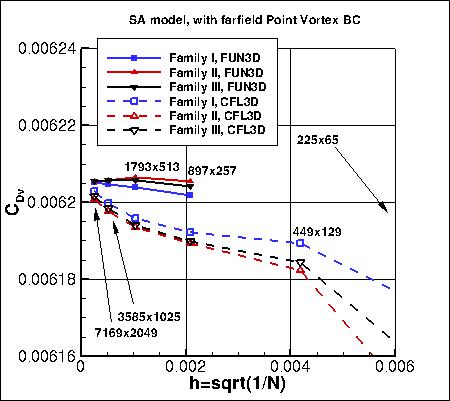 SA model, with farfield Point Vortex BC
0.00624
Family I, FUN3D
Family II, FUN3D
Family III, FUN3D
Family I, CFL3D
Family II, CFL3D
Family III, CFL3D
0.00622
225x65
1793x513
897x257
CDv
0.0062
449x129
0.00618
3585x1025
7169x2049
0.00616
0 0.002 0.004 0.006
h=sqrt(1/N)